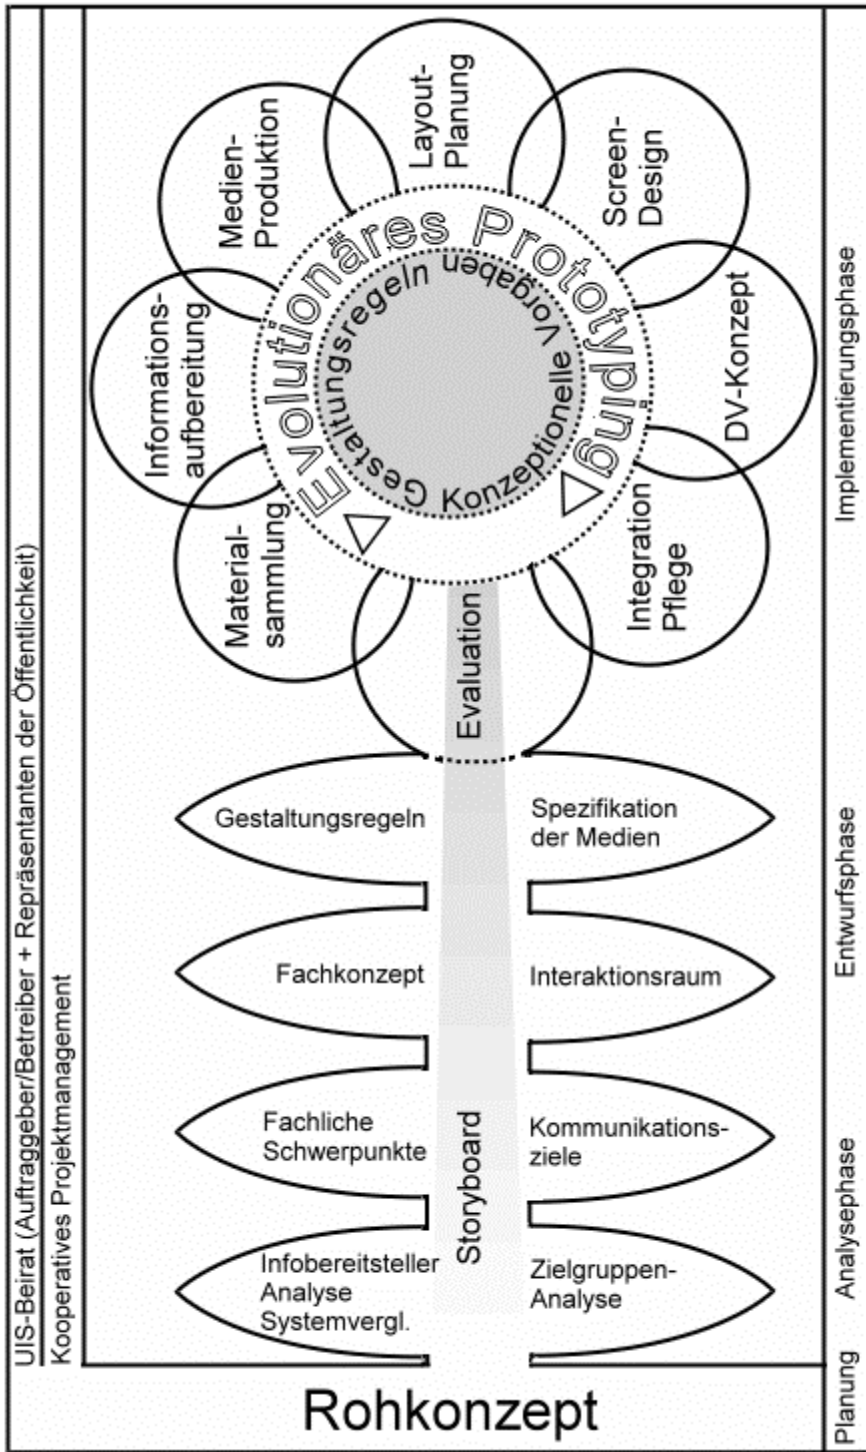 UIS-Beirat (Auftraggeber/Betreiber + Repräsentanten der Öffentlichkeit)
Kooperatives Projektmanagement
Layout-
Planung
Medien-
Produktion
Screen-
Design
Informations-
aufbereitung
DV-Konzept
Material-
sammlung
Integration
Pflege
Evolutionäres Prototyping
Gestaltungsregeln
Konzeptionelle Vorgaben
Evaluation
Gestaltungsregeln
Spezifikation
der Medien
Fachkonzept
Interaktionsraum
Fachliche
Schwerpunkte
Kommunikations-
ziele
Storyboard
Infobereitsteller
Analyse
Systemvergl.
Zielgruppen-
Analyse
Rohkonzept
Planung
Analysephase
Entwurfsphase
Implementierungsphase